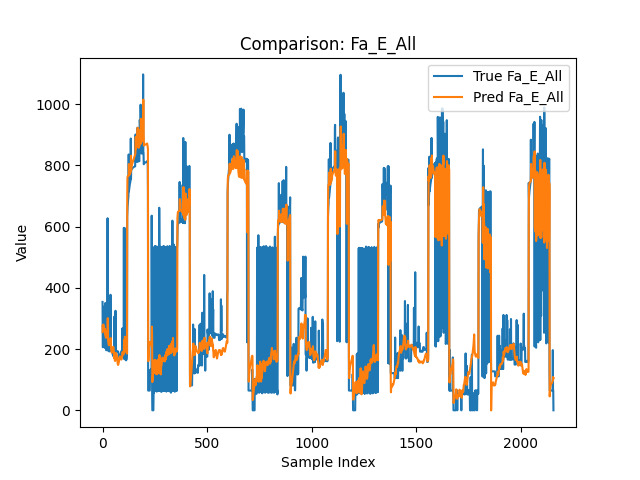 Comparison: Fa_E_All
True Fa_E_All
Pred Fa_E_All
1000
800
600
400
200
0
Value
0
500
1000
1500
2000
Sample Index